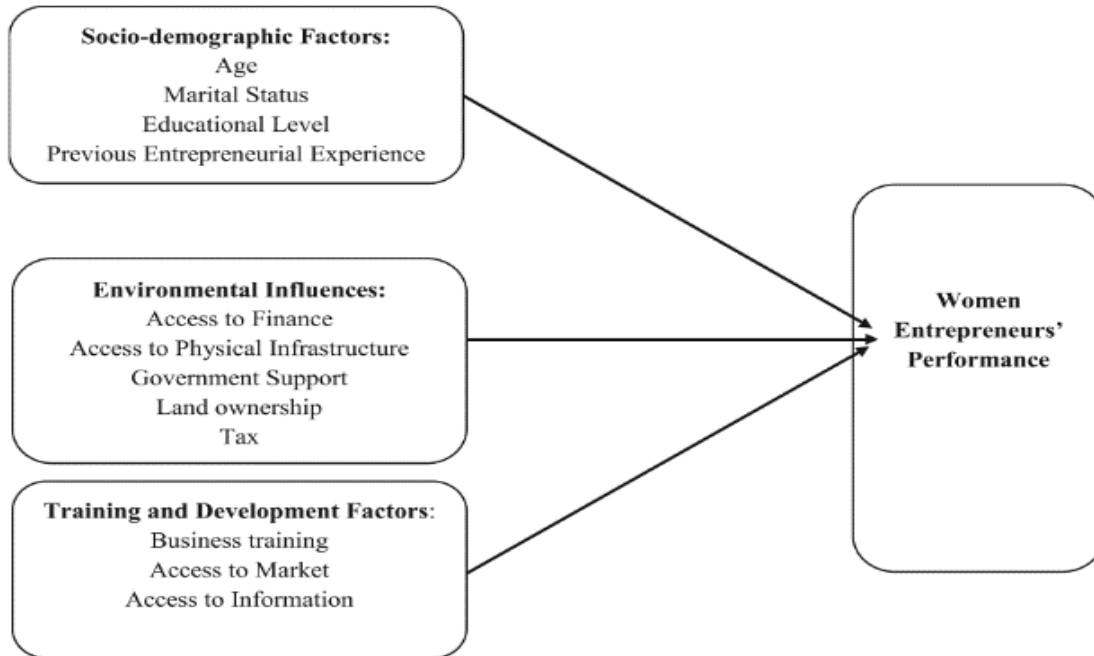 Socio-demographic Factors:
Age
Marital Status
Educational Level
Previous Entrepreneurial Experience
Environmental Influences:
Access to Finance
Access to Physical Infrastructure
Government Support
Land ownership
Tax
Training and Development Factors:
Business training
Access to Market
Access to Information
Women
Entrepreneurs’
Performance